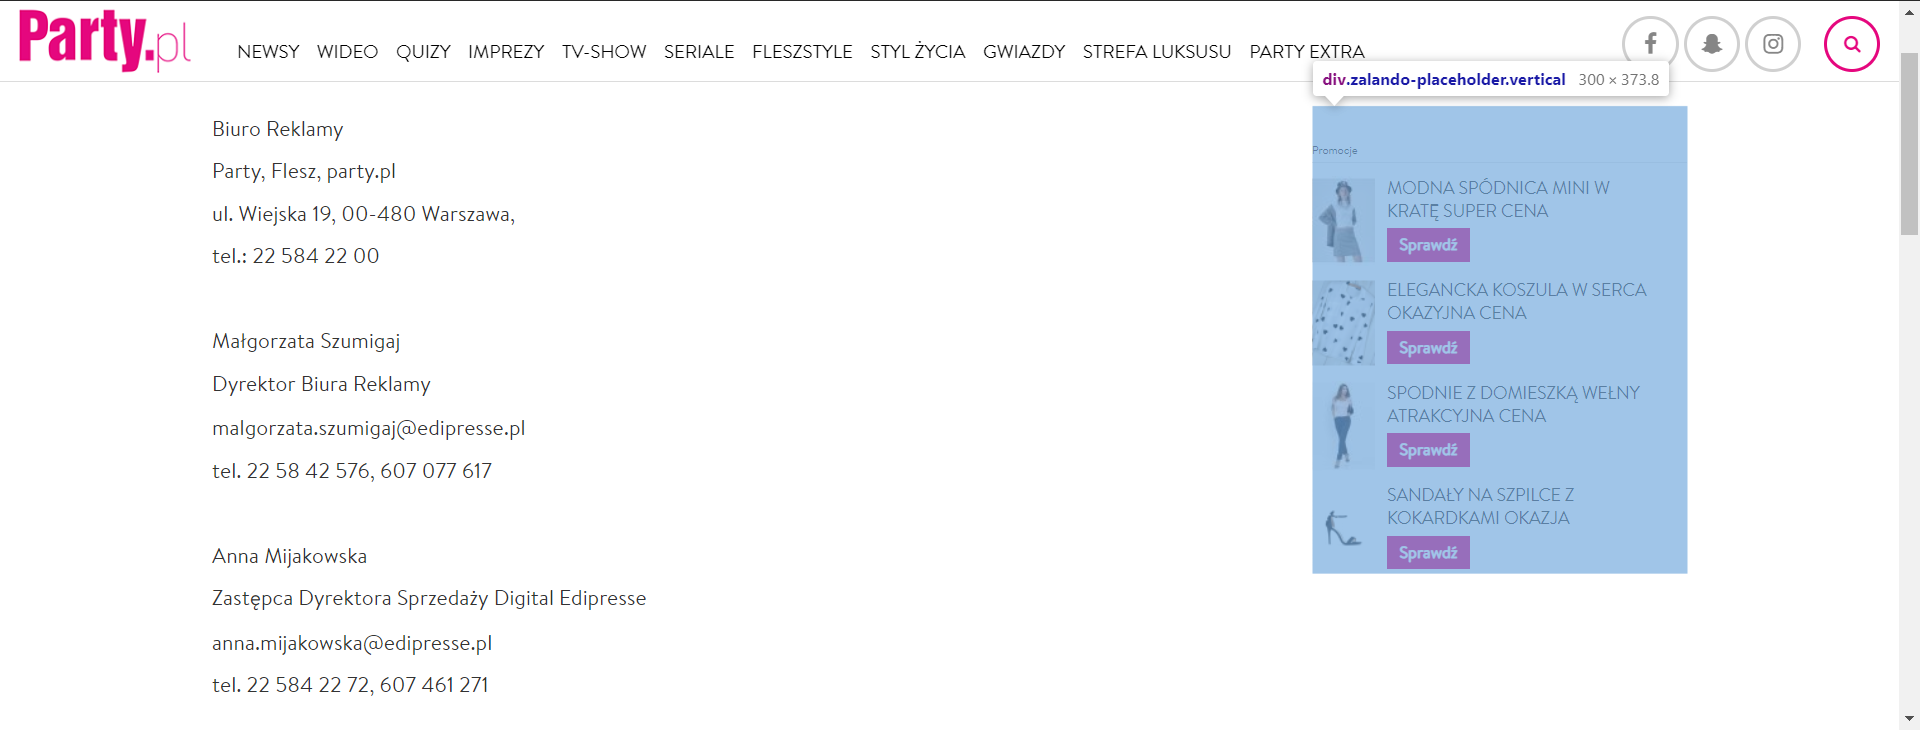 Party.pl
NEWSY WIDEO QUIZY IMPREZY TV-SHOW SERIALE FLESZSTYLE STYL ŻYCIA GWIAZDY STREFA LUKSUSU PARTY EXTRA
div.zalando-placeholder.vertical 300 × 373.8
Biuro Reklamy
Party, Flesz, party.pl
ul. Wiejska 19, 00-480 Warszawa,
tel.: 22 584 22 00
Małgorzata Szumigaj
Dyrektor Biura Reklamy
malgorzata.szumigaj@edipresse.pl
tel. 22 58 42 576, 607 077 617
Anna Mijakowska
Zastępca Dyrektora Sprzedaży Digital Edipresse
anna.mijakowska@edipresse.pl
tel. 22 584 22 72, 607 461 271
Promocje
MODNA SPÓDNICA MINI W
KRATĘ SUPER CENA
Sprawdź
ELEGANCKA KOSZULA W SERCA
OKAZYJNA CENA
Sprawdź
SPODNIE Z DOMIESZKĄ WEŁNY
ATRAKCYJNA CENA
Sprawdź
SANDAŁY NA SZPILCE Z
KOKARDKAMI OKAZJA
Sprawdź